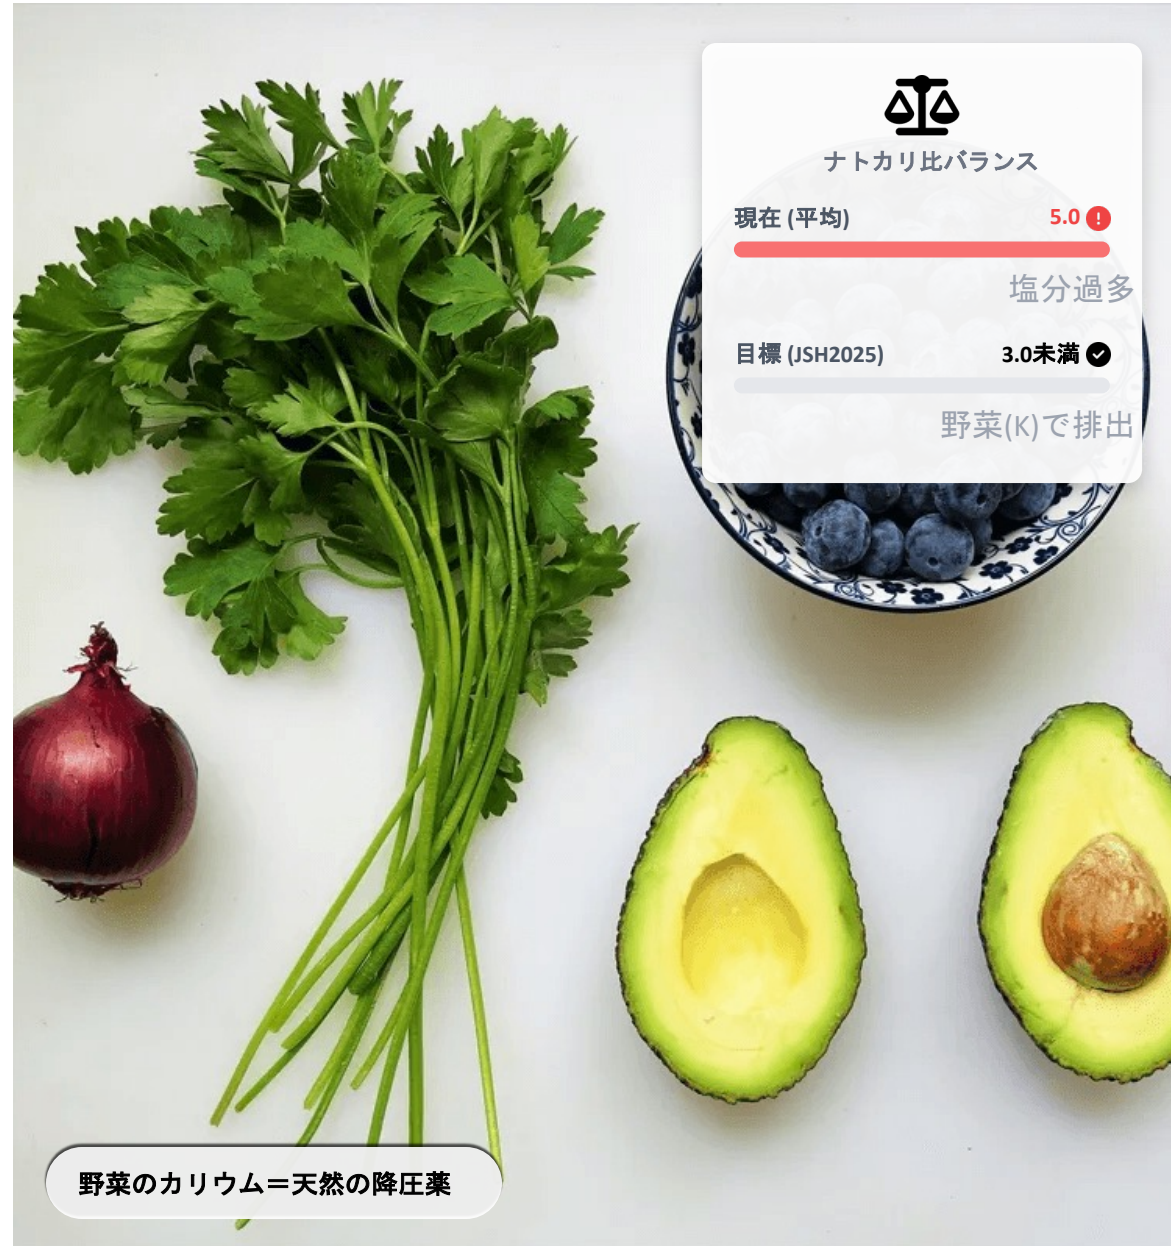 ナトカリ比バランス
現在 (平均) 5.0
塩分過多
目標 (JSH2025) 3.0未満
野菜(K)で排出
野菜のカリウム＝天然の降圧薬